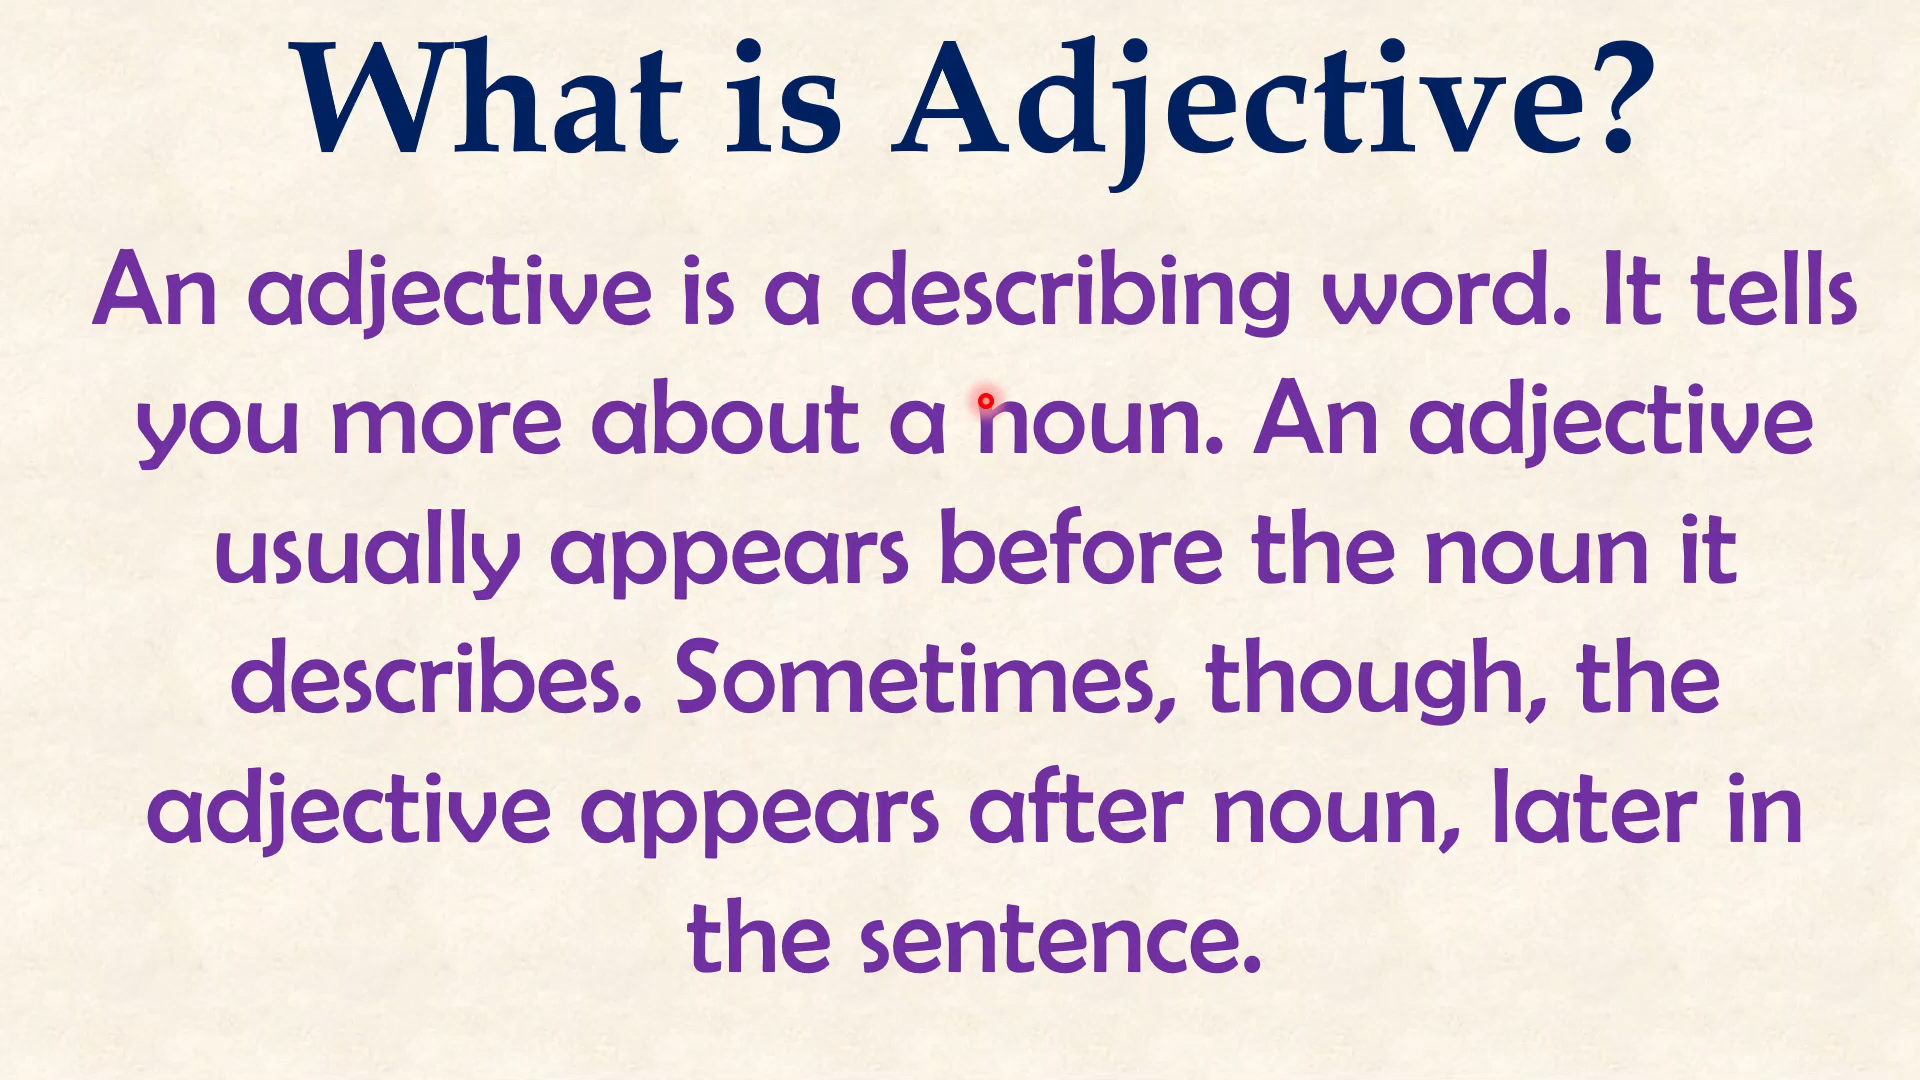 What is Adjective?
An adjective is a describing word. It tells
you more about a noun. An adjective
usually appears before the noun it
describes. Sometimes, though, the
adjective appears after noun, later in
the sentence.